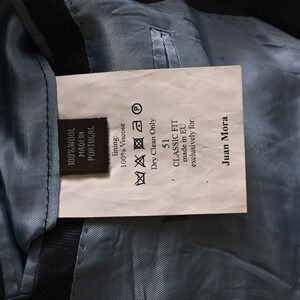 100%WOOL
MADE IN
PORTUGAL
lining
100% Viscose
Dry Clean Only
51
CLASSIC FIT
made in EU
exclusively for:
Juan Mora